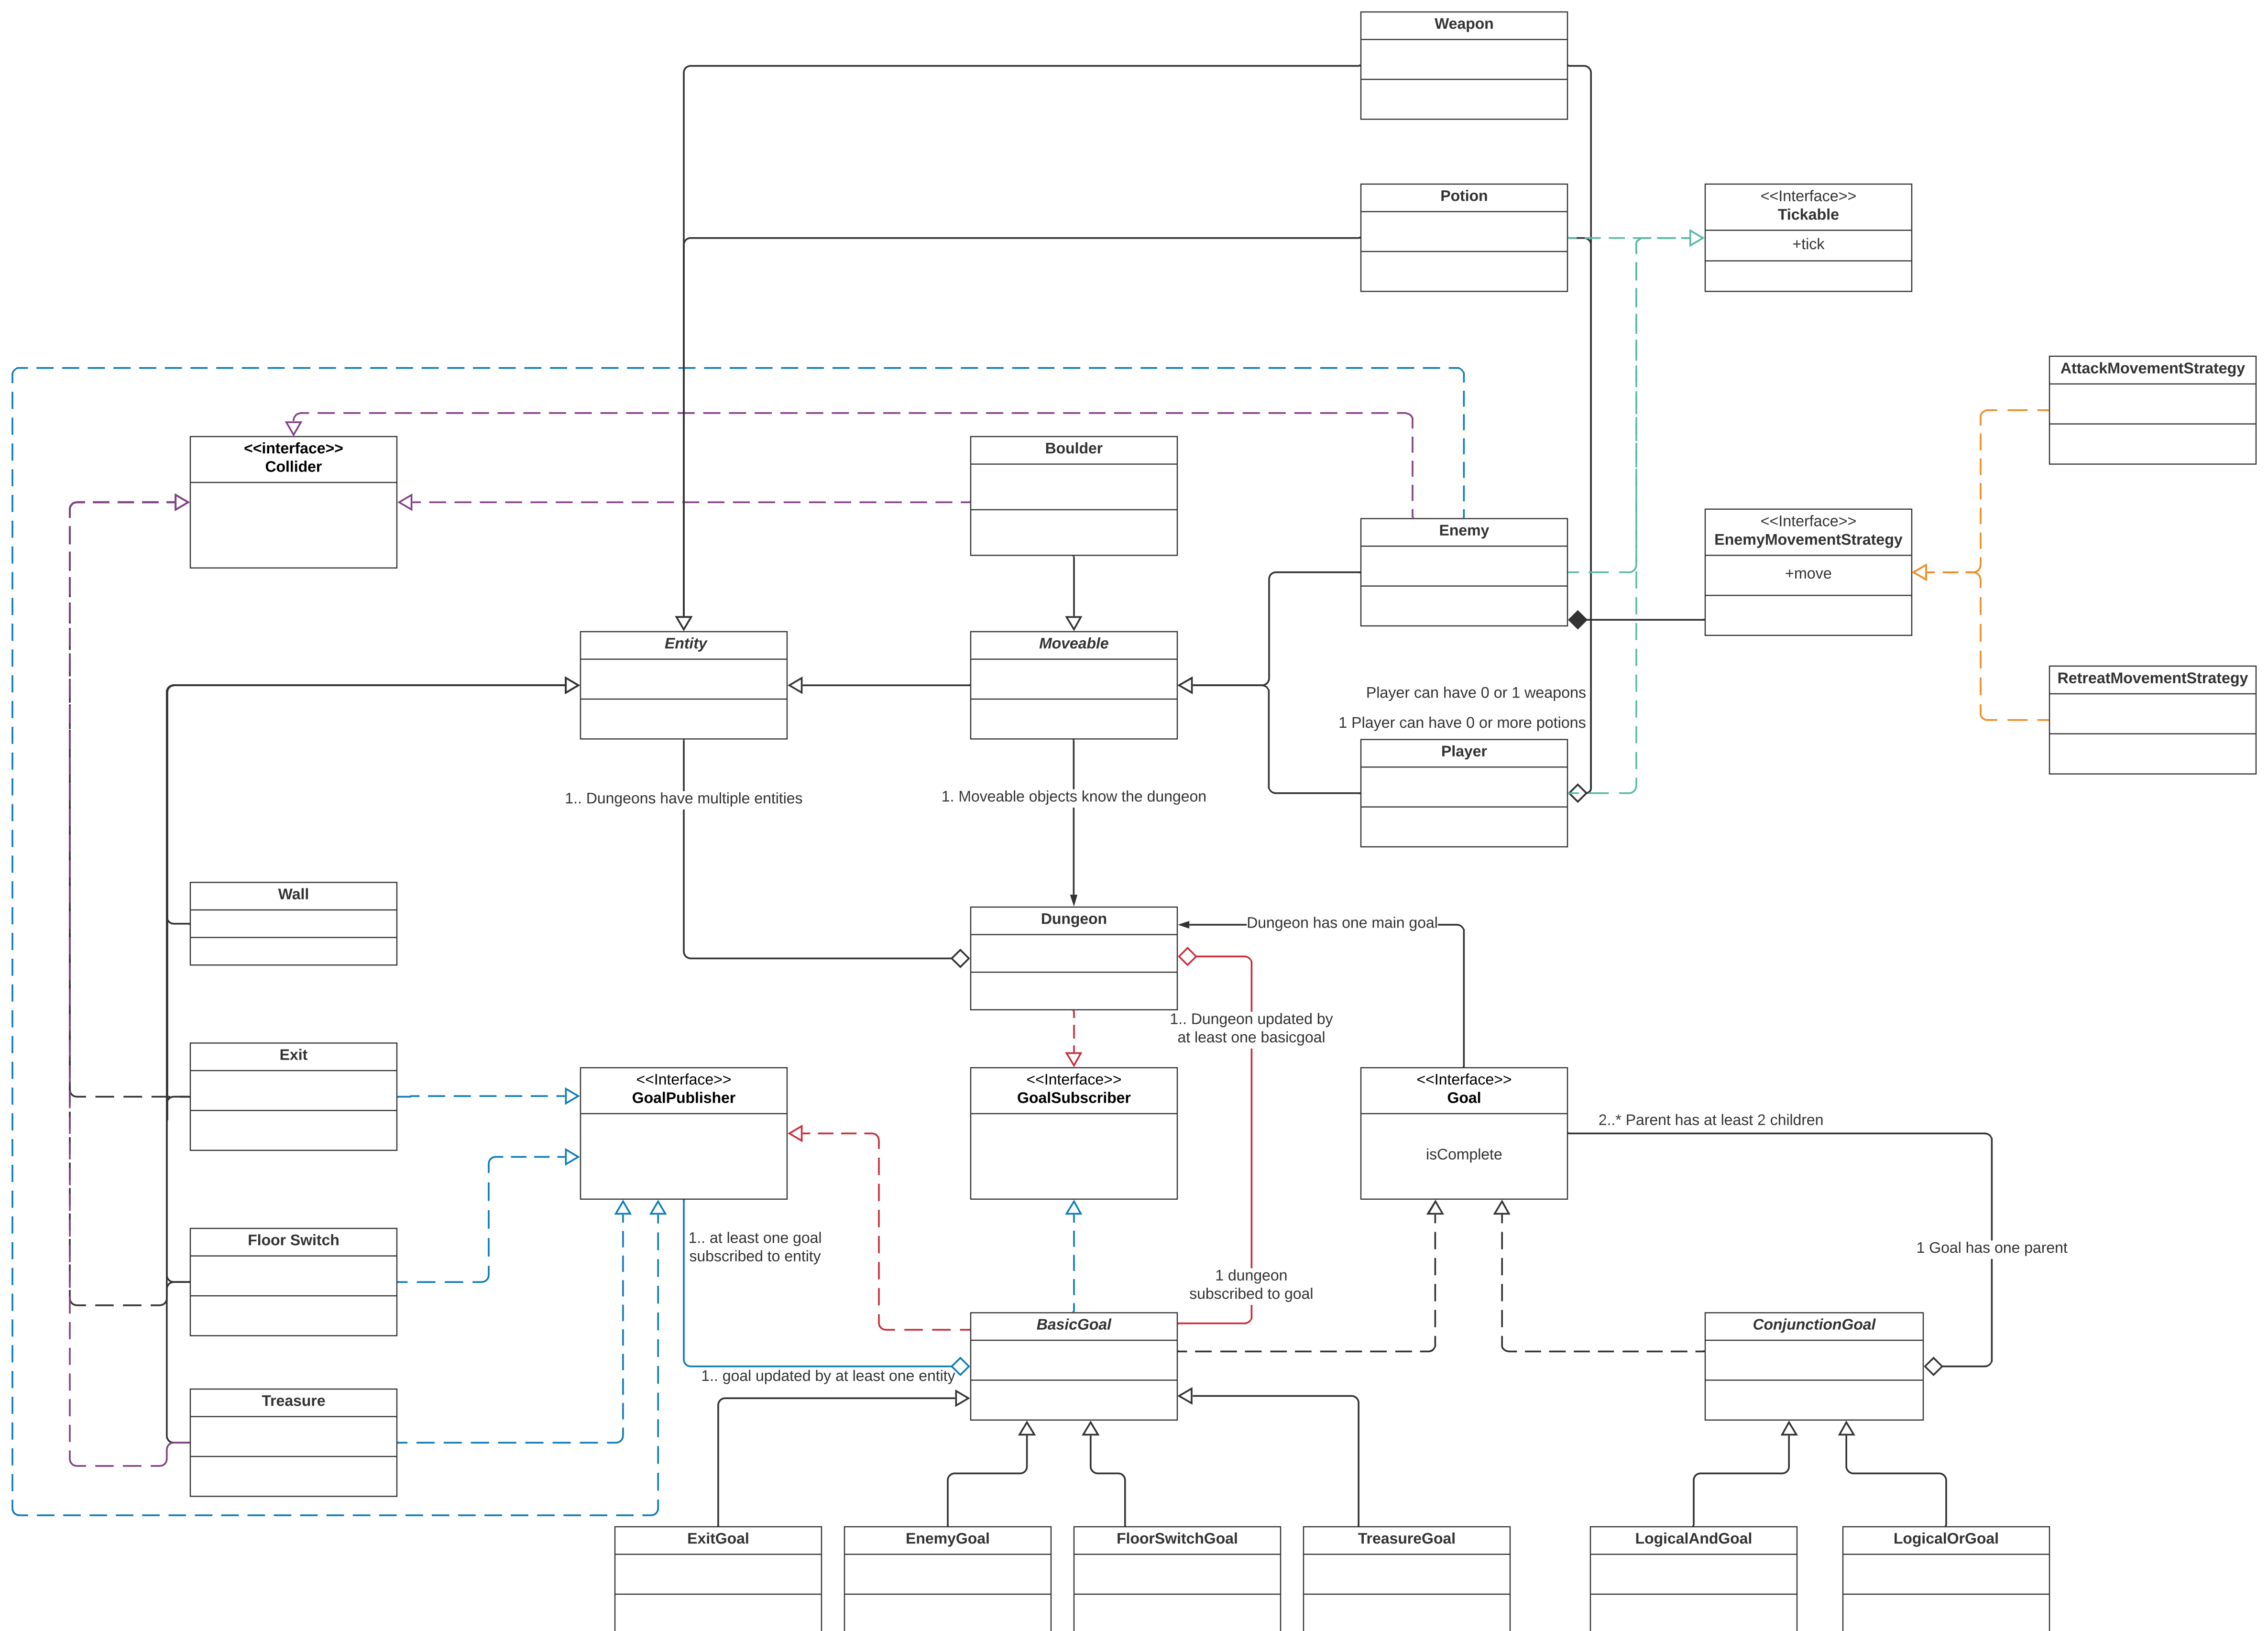 Weapon
Potion
<<Interface>>
Tickable
+tick
AttackMovementStrategy
<<interface>>
Collider
Boulder
Enemy
<<Interface>>
EnemyMovementStrategy
+move
Entity
Moveable
RetreatMovementStrategy
Player can have 0 or 1 weapons
1 Player can have 0 or more potions
Player
1.. Dungeons have multiple entities
1. Moveable objects know the dungeon
Wall
Dungeon
Dungeon has one main goal
1.. Dungeon updated by
at least one basicgoal
Exit
<<Interface>>
GoalPublisher
<<Interface>>
GoalSubscriber
<<Interface>>
Goal
isComplete
2..* Parent has at least 2 children
Floor Switch
1.. at least one goal
subscribed to entity
1 Goal has one parent
1 dungeon
subscribed to goal
BasicGoal
ConjunctionGoal
1.. goal updated by at least one entity
Treasure
ExitGoal
EnemyGoal
FloorSwitchGoal
TreasureGoal
LogicalAndGoal
LogicalOrGoal